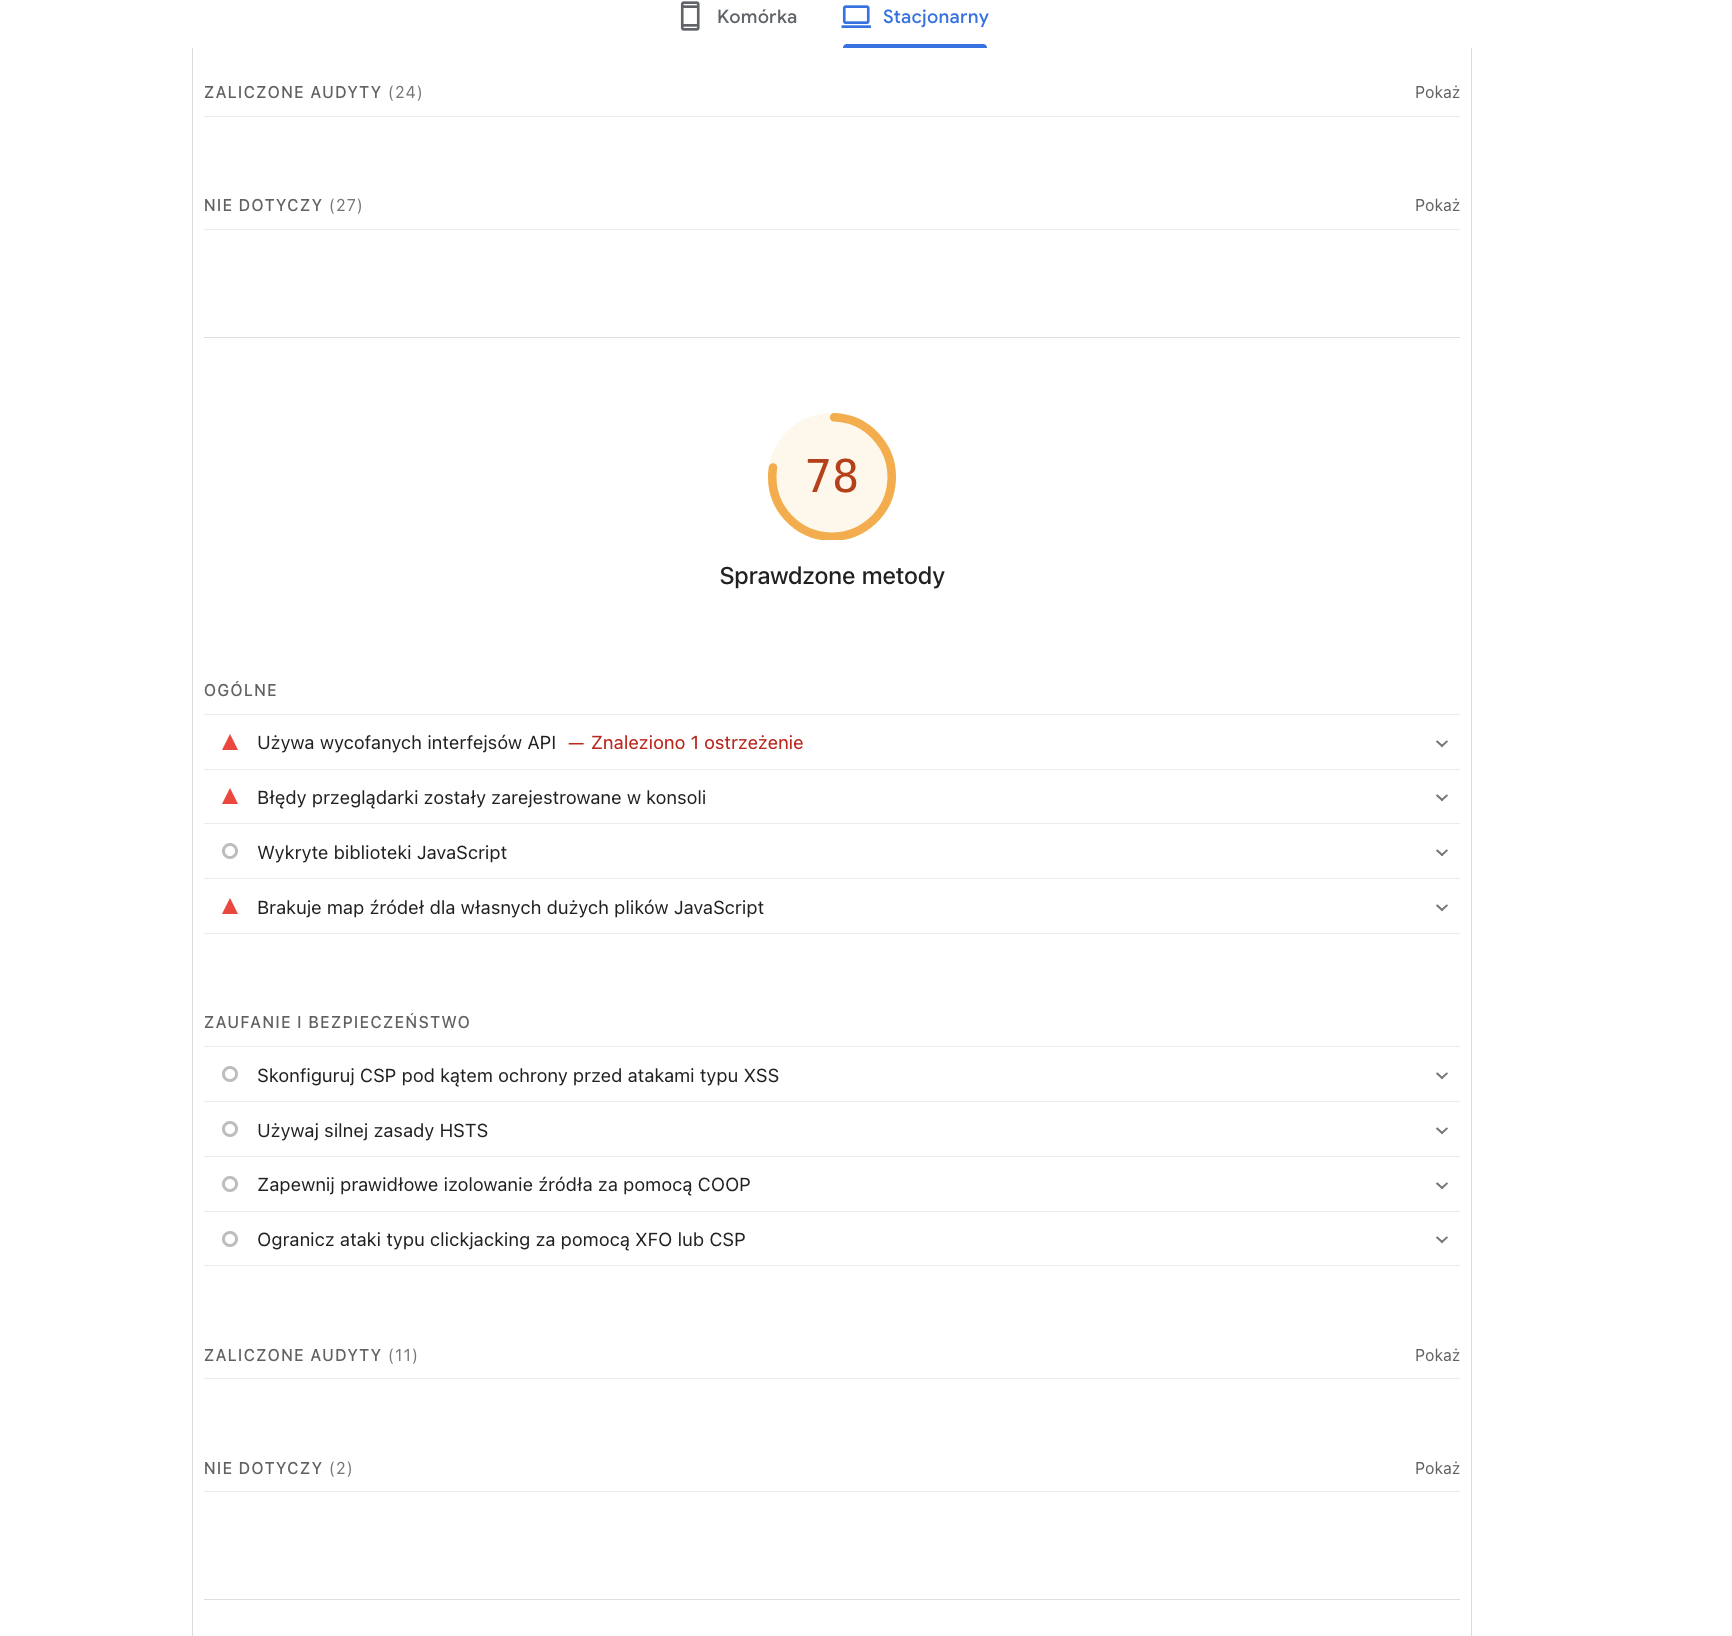 Komórka Stacjonarny
ZALICZONE AUDYTY (24) Pokaż
NIE DOTYCZY (27) Pokaż
78
Sprawdzone metody
OGÓLNE
Używa wycofanych interfejsów API — Znaleziono 1 ostrzeżenie
Błędy przeglądarki zostały zarejestrowane w konsoli
Wykryte biblioteki JavaScript
Brakuje map źródeł dla własnych dużych plików JavaScript
ZAUFANIE I BEZPIECZEŃSTWO
Skonfiguruj CSP pod kątem ochrony przed atakami typu XSS
Używaj silnej zasady HSTS
Zapewnij prawidłowe izolowanie źródła za pomocą COOP
Ogranicz ataki typu clickjacking za pomocą XFO lub CSP
ZALICZONE AUDYTY (11) Pokaż
NIE DOTYCZY (2) Pokaż